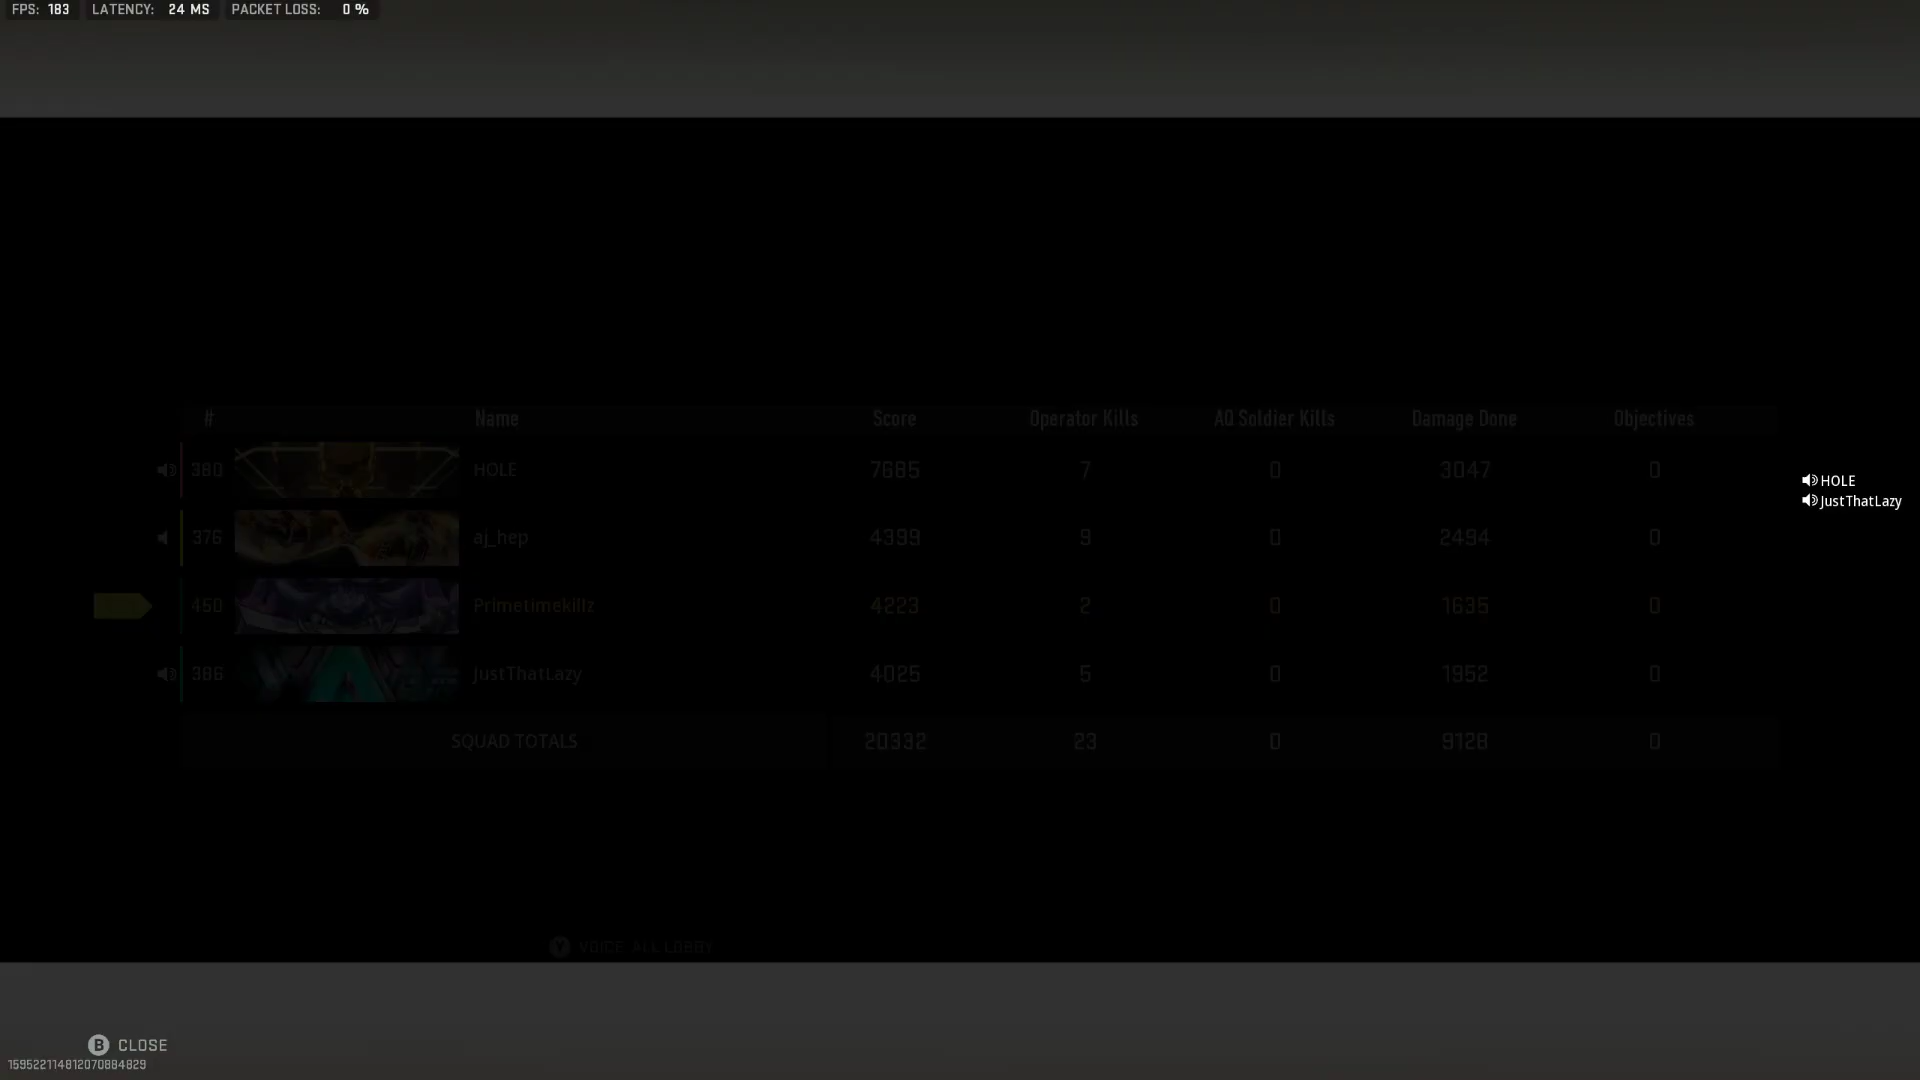 FPS: 183 LATENCY: 24 MS PACKET LOSS: 0 %
# Name Score Operator Kills AQ Soldier Kills Damage Done Objectives
380 HOLE 7685 7 0 3047 0
376 aj_hep 4399 9 0 2494 0
450 Primetimekillz 4223 2 0 1635 0
386 JustThatLazy 4025 5 0 1952 0
SQUAD TOTALS 20332 23 0 9128 0
HOLE
JustThatLazy
Y VOICE: ALL LOBBY
B CLOSE
159522114812070884829